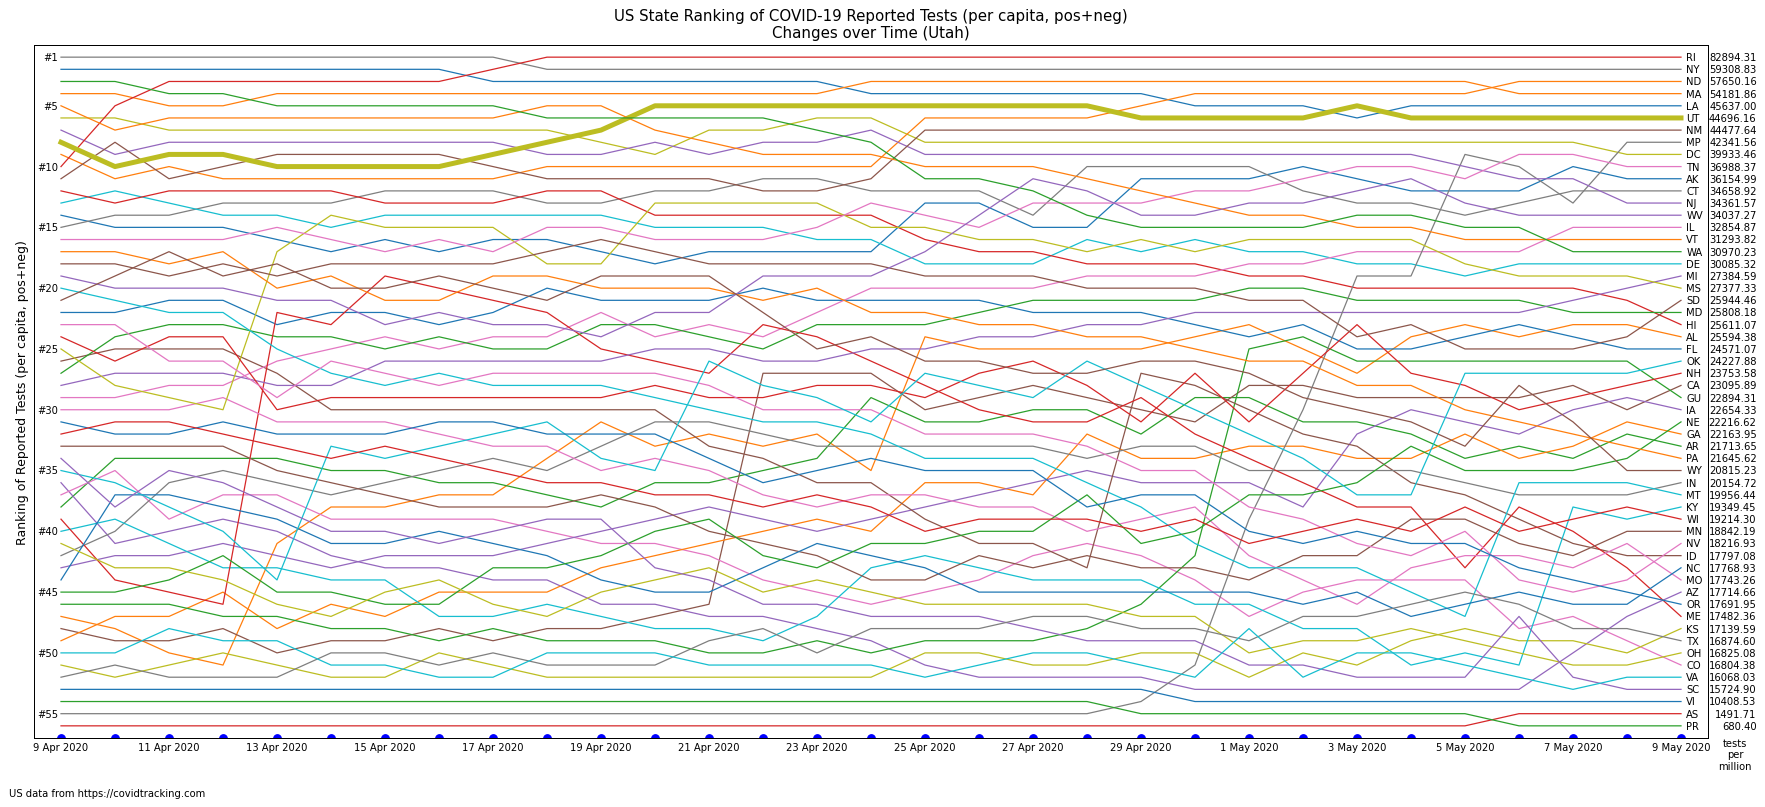 US State Ranking of COVID-19 Reported Tests (per capita, pos+neg)
Changes over Time (Utah)
Ranking of Reported Tests (per capita, pos+neg)
#1
#5
#10
#15
#20
#25
#30
#35
#40
#45
#50
#55
RI 82894.31
NY 59308.83
ND 57650.16
MA 54181.86
LA 45637.00
UT 44696.16
NM 44477.64
MP 42341.56
DC 39933.46
TN 36988.37
AK 36154.99
CT 34658.92
NJ 34361.57
WV 34037.27
IL 32854.87
VT 31293.82
WA 30970.23
DE 30085.32
MI 27384.59
MS 27377.33
SD 25944.46
MD 25808.18
HI 25611.07
AL 25594.38
FL 24571.07
OK 24227.88
NH 23753.58
CA 23095.89
GU 22894.31
IA 22654.33
NE 22216.62
GA 22163.95
AR 21713.65
PA 21645.62
WY 20815.23
IN 20154.72
MT 19956.44
KY 19349.45
WI 19214.30
MN 18842.19
NV 18216.93
ID 17797.08
NC 17768.93
MO 17743.26
AZ 17714.66
OR 17691.95
ME 17482.36
KS 17139.59
TX 16874.60
OH 16825.08
CO 16804.38
VA 16068.03
SC 15724.90
VI 10408.53
AS 1491.71
PR 680.40
9 Apr 2020
11 Apr 2020
13 Apr 2020
15 Apr 2020
17 Apr 2020
19 Apr 2020
21 Apr 2020
23 Apr 2020
25 Apr 2020
27 Apr 2020
29 Apr 2020
1 May 2020
3 May 2020
5 May 2020
7 May 2020
9 May 2020
tests
per
million
US data from https://covidtracking.com